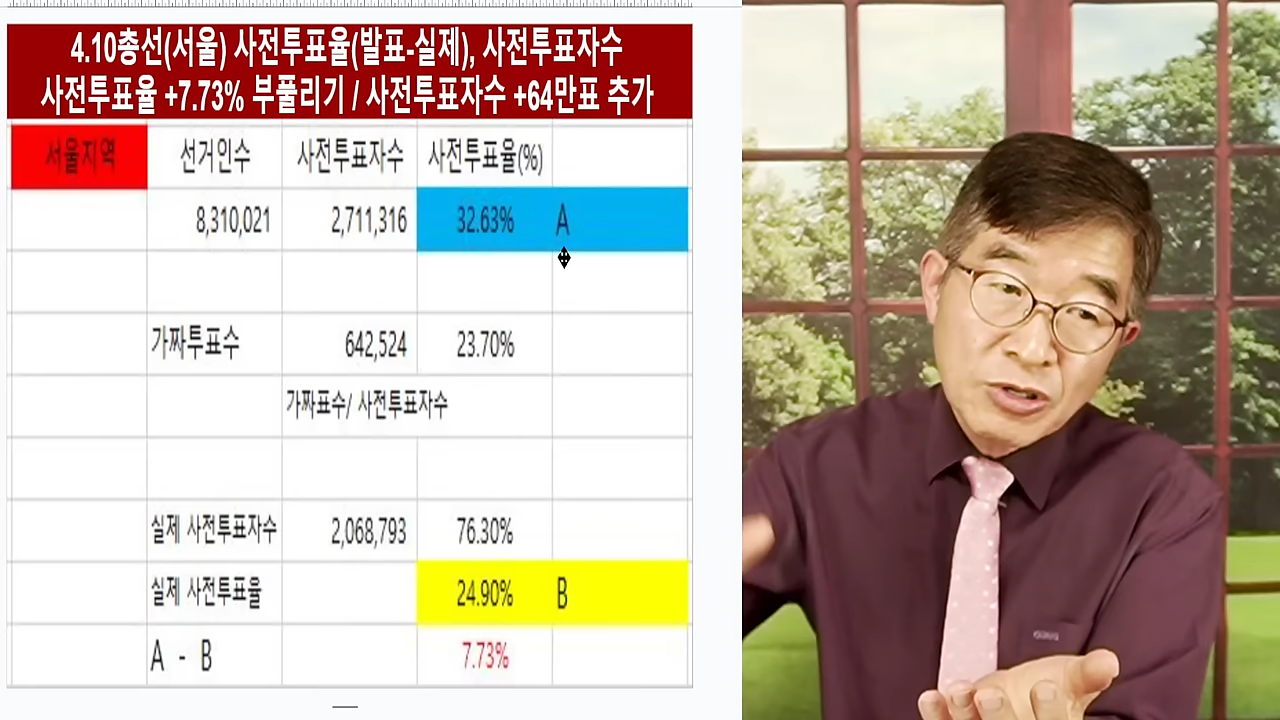 4.10총선(서울) 사전투표율(발표-실제), 사전투표자수
사전투표율 +7.73% 부풀리기 / 사전투표자수 +64만표 추가
서울지역 선거인수 사전투표자수 사전투표율(%)
8,310,021 2,711,316 32.63% A
가짜투표수 642,524 23.70%
가짜표수/ 사전투표자수
실제 사전투표자수 2,068,793 76.30%
실제 사전투표율 24.90% B
A - B 7.73%